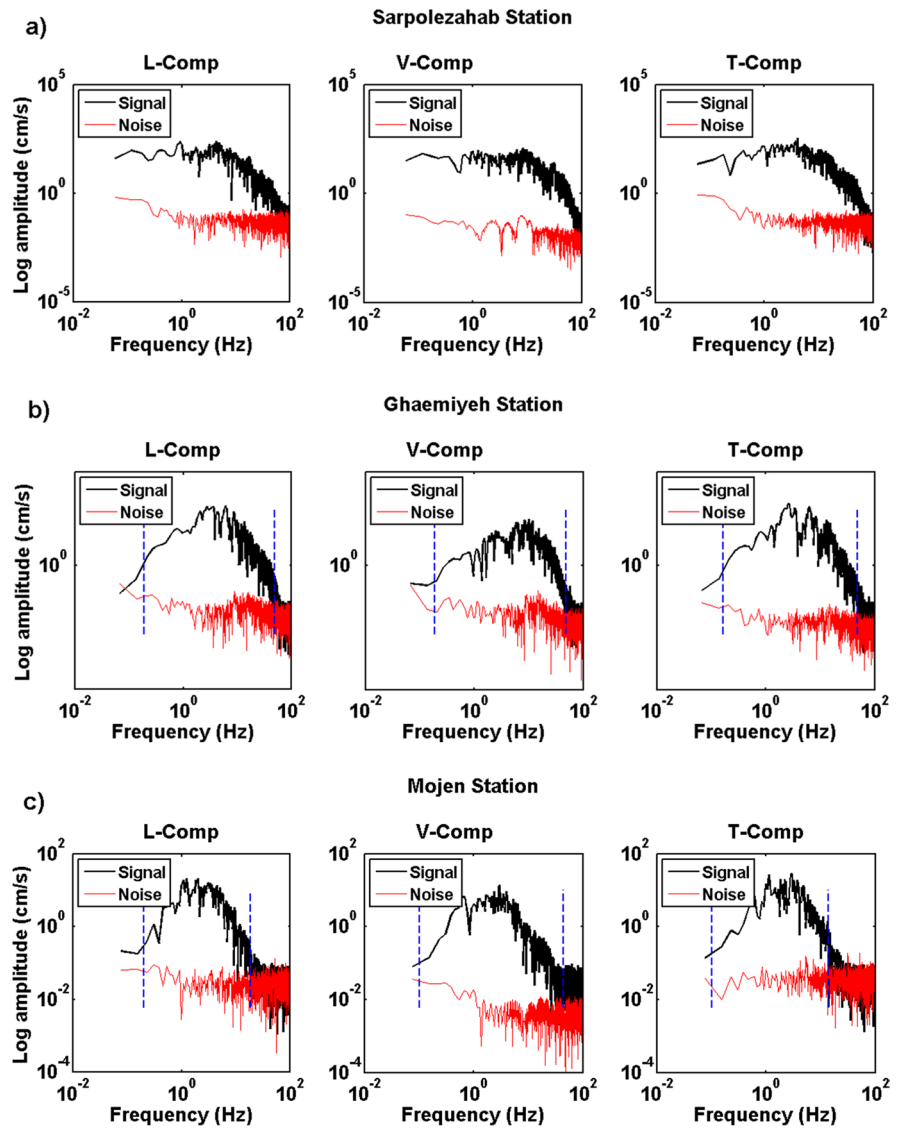 a)
Sarpolezahab Station
L-Comp V-Comp T-Comp
Log amplitude (cm/s)
10^5 10^5 10^5
Signal Signal Signal
Noise Noise Noise
10^0 10^0 10^0
10^-5 10^-5 10^-5
10^-2 10^0 10^2 10^-2 10^0 10^2 10^-2 10^0 10^2
Frequency (Hz) Frequency (Hz) Frequency (Hz)
b)
Ghaemiyeh Station
L-Comp V-Comp T-Comp
Log amplitude (cm/s)
Signal Signal Signal
Noise Noise Noise
10^0 10^0 10^0
10^-2 10^0 10^2 10^-2 10^0 10^2 10^-2 10^0 10^2
Frequency (Hz) Frequency (Hz) Frequency (Hz)
c)
Mojen Station
L-Comp V-Comp T-Comp
Log amplitude (cm/s)
10^2 10^2 10^2
Signal Signal Signal
Noise Noise Noise
10^0 10^0 10^0
10^-2 10^-2 10^-2
10^-4 10^-4 10^-4
10^-2 10^0 10^2 10^-2 10^0 10^2 10^-2 10^0 10^2
Frequency (Hz) Frequency (Hz) Frequency (Hz)